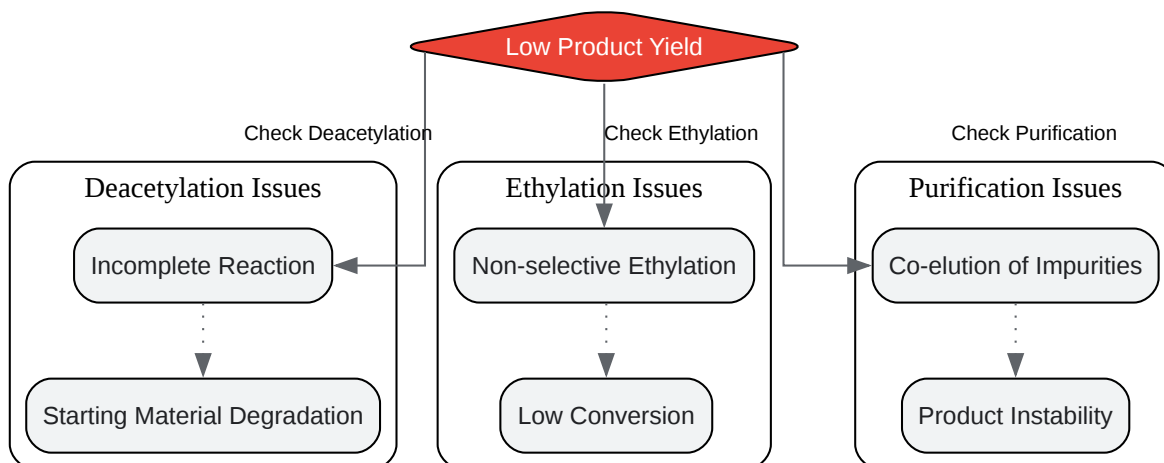 Low Product Yield
Check Deacetylation
Check Ethylation
Check Purification
Deacetylation Issues
Ethylation Issues
Purification Issues
Incomplete Reaction
Non-selective Ethylation
Co-elution of Impurities
Starting Material Degradation
Low Conversion
Product Instability